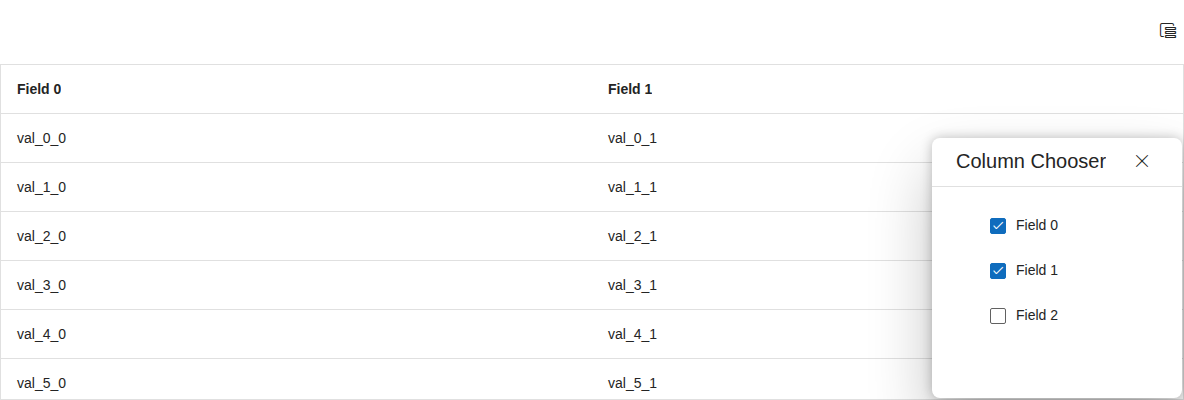 Field 0 Field 1
val_0_0 val_0_1
val_1_0 val_1_1
val_2_0 val_2_1
val_3_0 val_3_1
val_4_0 val_4_1
val_5_0 val_5_1
Column Chooser
Field 0
Field 1
Field 2